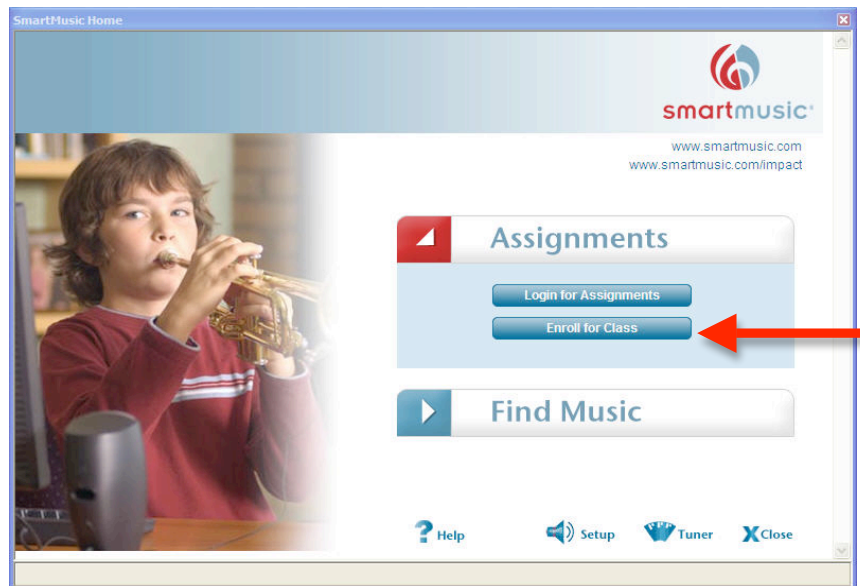 SmartMusic Home
smartmusic
www.smartmusic.com
www.smartmusic.com/impact
Assignments
Login for Assignments
Enroll for Class
Find Music
? Help
Setup
Tuner
X Close